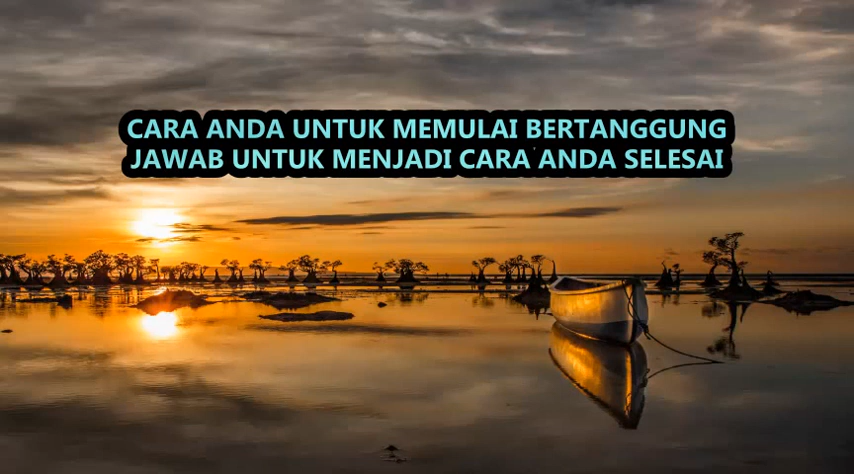 CARA ANDA UNTUK MEMULAI BERTANGGUNG
JAWAB UNTUK MENJADI CARA ANDA SELESAI